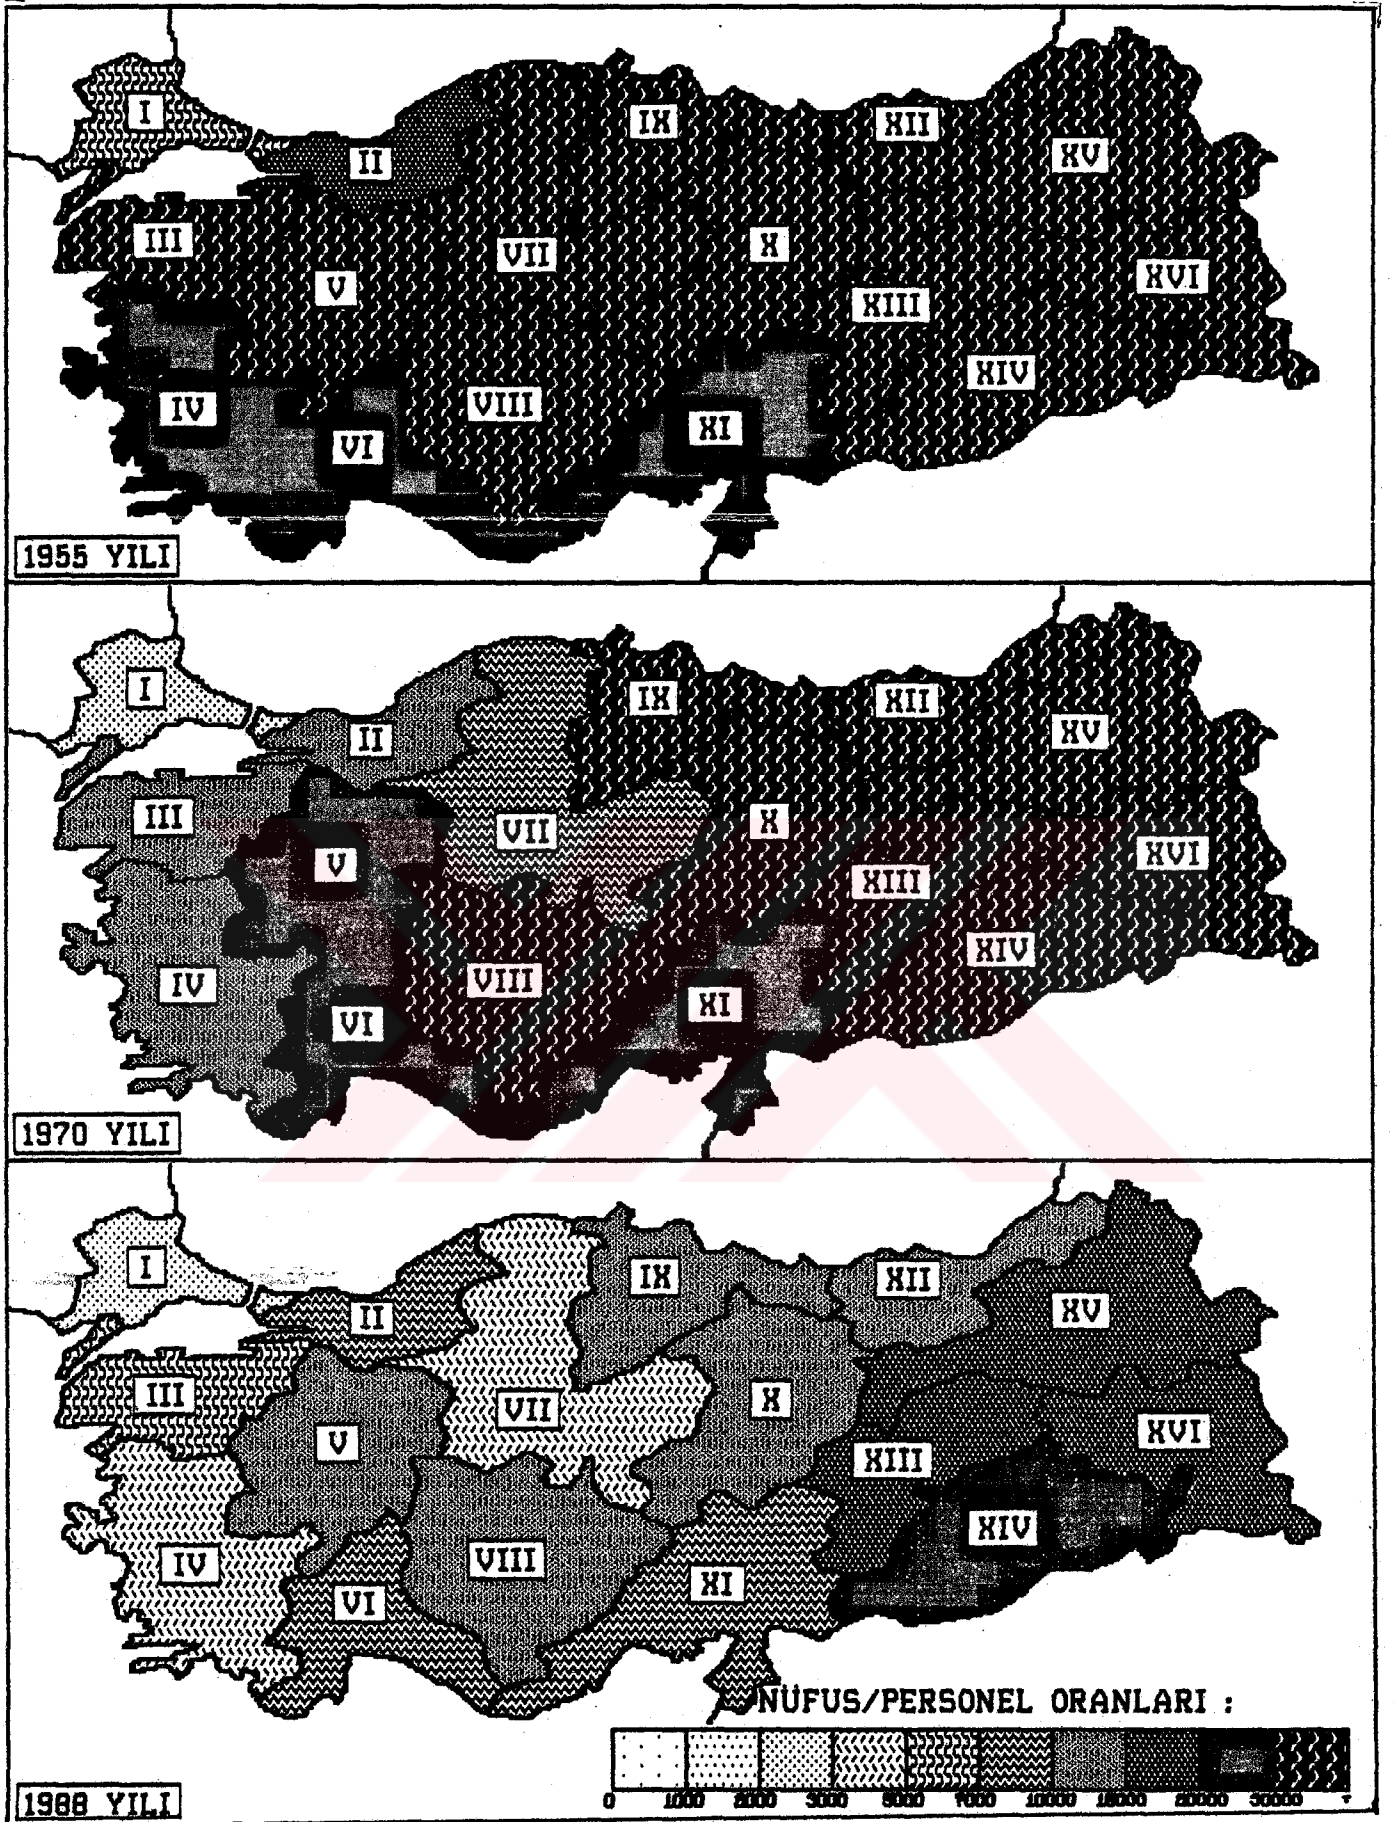 I
II
III
IV
V
VI
VII
VIII
IX
X
XI
XII
XIII
XIV
XV
XVI
1955 YILI
I
II
III
IV
V
VI
VII
VIII
IX
X
XI
XII
XIII
XIV
XV
XVI
1970 YILI
I
II
III
IV
V
VI
VII
VIII
IX
X
XI
XII
XIII
XIV
XV
XVI
NÜFUS/PERSONEL ORANLARI :
0 1000 2000 3000 5000 7000 10000 15000 20000 30000 +
1988 YILI